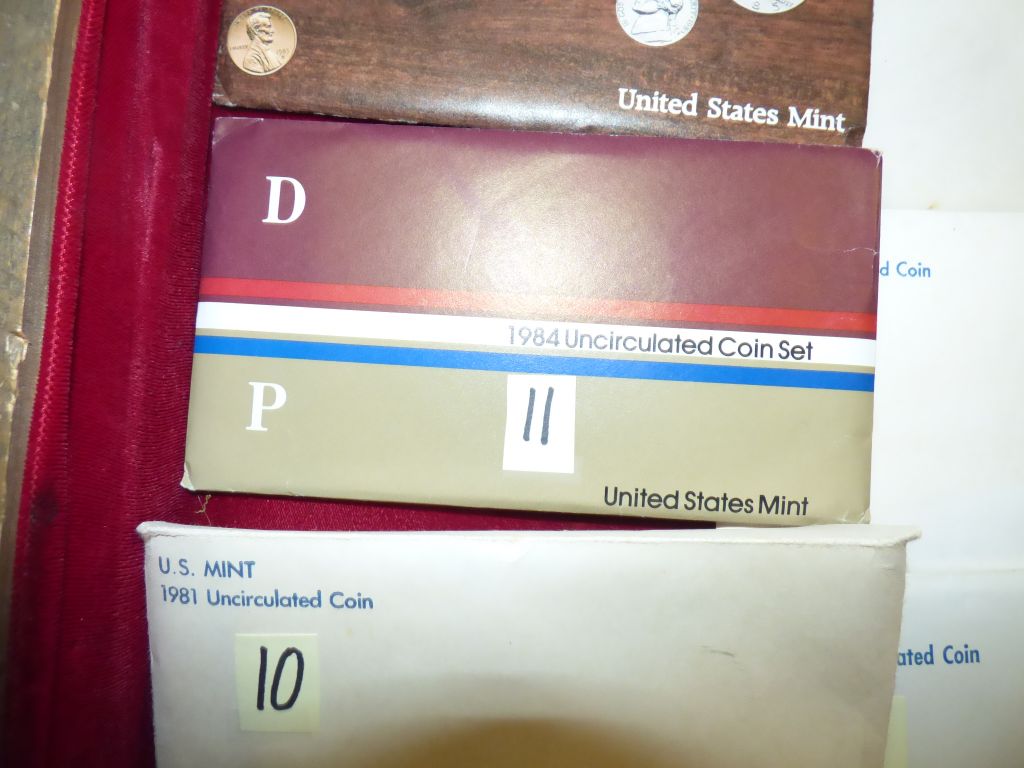 United States Mint
D
1984 Uncirculated Coin Set
P
11
United States Mint
U.S. MINT
1981 Uncirculated Coin
10
d Coin
ated Coin